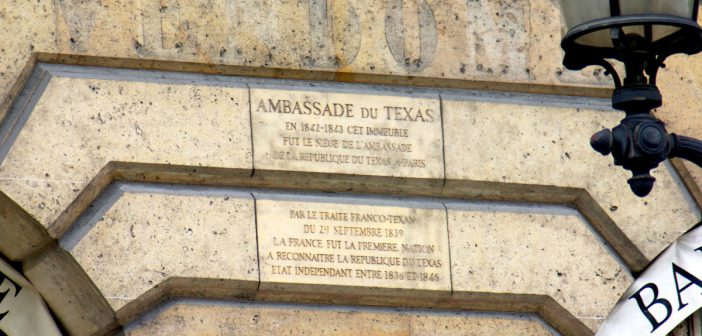 VENDOM
AMBASSADE DU TEXAS
EN 1842-1843 CET IMMEUBLE
FUT LE SIEGE DE L'AMBASSADE
DE LA REPUBLIQUE DU TEXAS A PARIS
PAR LE TRAITE FRANCO-TEXAN
DU 29 SEPTEMBRE 1839
LA FRANCE FUT LA PREMIERE NATION
A RECONNAITRE LA REPUBLIQUE DU TEXAS
ETAT INDEPENDANT ENTRE 1836 ET 1845
E
BA